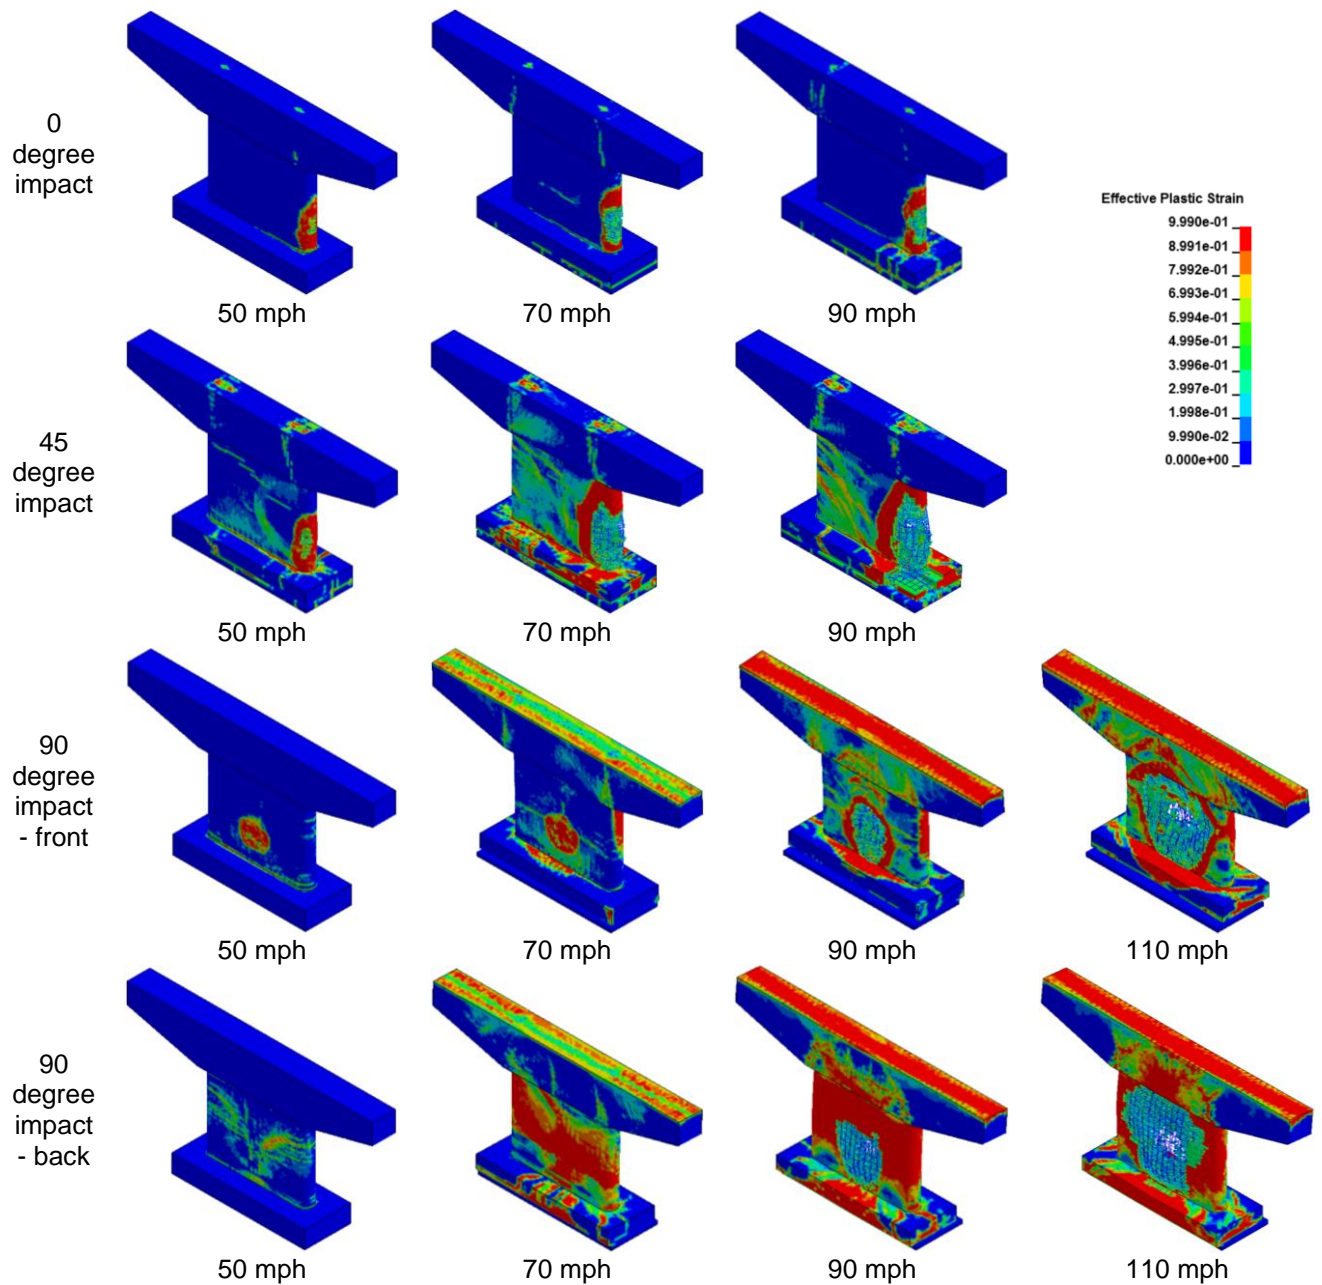 0
degree
impact
50 mph
70 mph
90 mph
Effective Plastic Strain
9.990e-01
8.991e-01
7.992e-01
6.993e-01
5.994e-01
4.995e-01
3.996e-01
2.997e-01
1.998e-01
9.990e-02
0.000e+00
45
degree
impact
50 mph
70 mph
90 mph
90
degree
impact
- front
50 mph
70 mph
90 mph
110 mph
90
degree
impact
- back
50 mph
70 mph
90 mph
110 mph